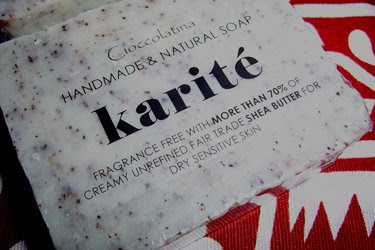 Cioccolatina
HANDMADE & NATURAL SOAP
karité
FRAGRANCE FREE WITH MORE THAN 70% OF
CREAMY UNREFINED FAIR TRADE SHEA BUTTER FOR
DRY SENSITIVE SKIN